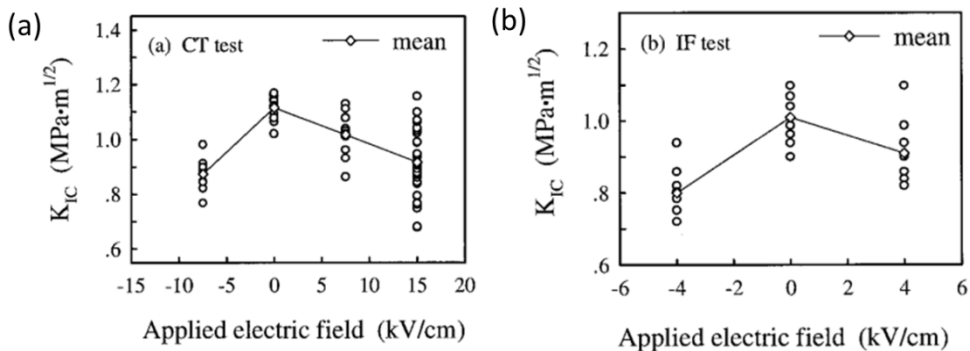 (a)
(a) CT test
mean
K_IC (MPa·m^1/2)
1.4
1.2
1.0
.8
.6
-15 -10 -5 0 5 10 15 20
Applied electric field (kV/cm)
(b)
(b) IF test
mean
K_IC (MPa·m^1/2)
1.2
1.0
.8
.6
-6 -4 -2 0 2 4 6
Applied electric field (kV/cm)